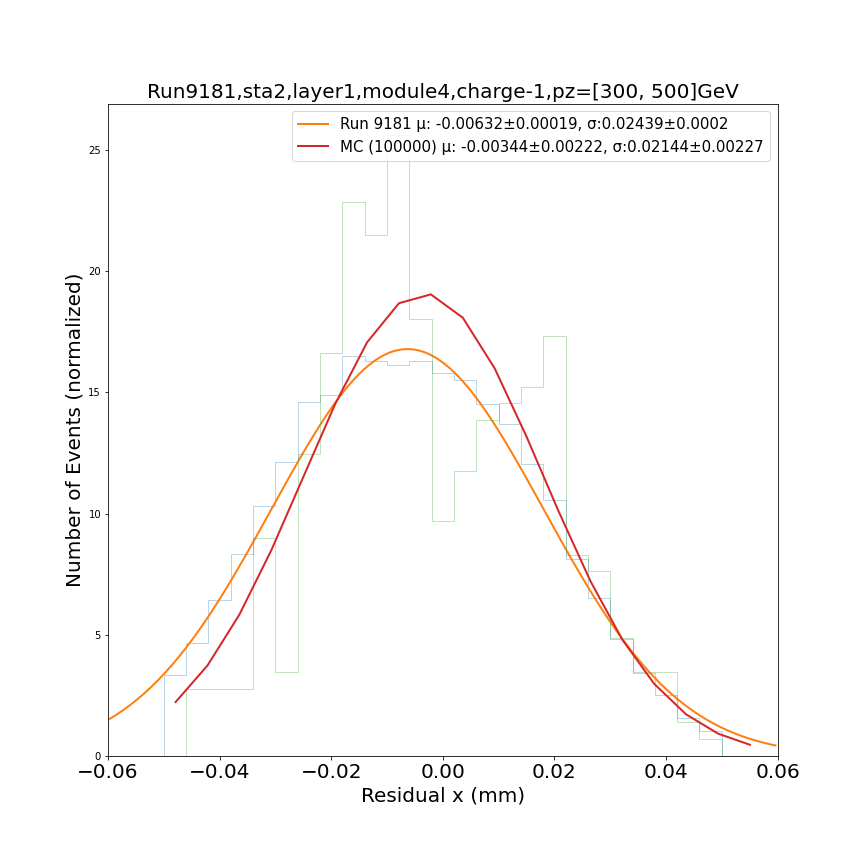 Run9181,sta2,layer1,module4,charge-1,pz=[300, 500]GeV
Run 9181 μ: -0.00632±0.00019, σ:0.02439±0.0002
MC (100000) μ: -0.00344±0.00222, σ:0.02144±0.00227
25
20
15
10
5
0
Number of Events (normalized)
−0.06 −0.04 −0.02 0.00 0.02 0.04 0.06
Residual x (mm)